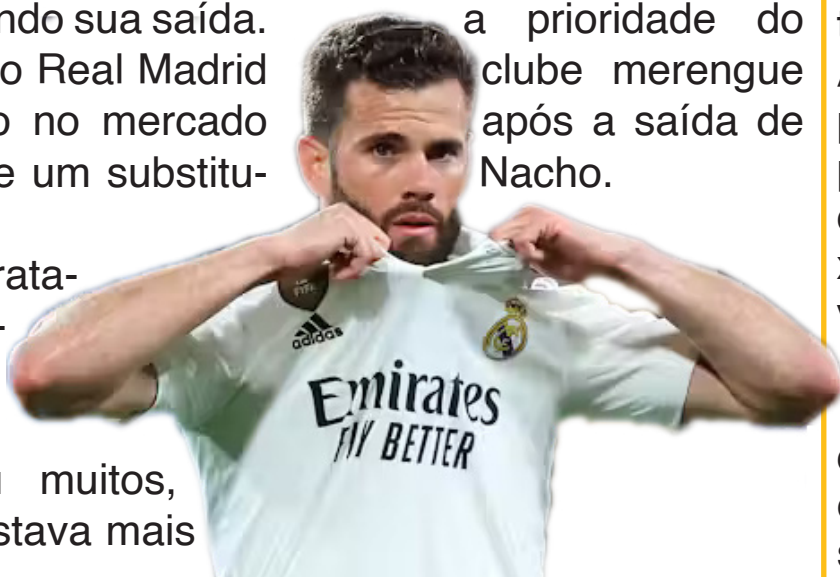 ndo sua saída.
o Real Madrid
no mercado
e um substitu-
rata-
muitos,
stava mais
a prioridade do
clube merengue
após a saída de
Nacho.
FIFA
adidas
Emirates
FLY BETTER